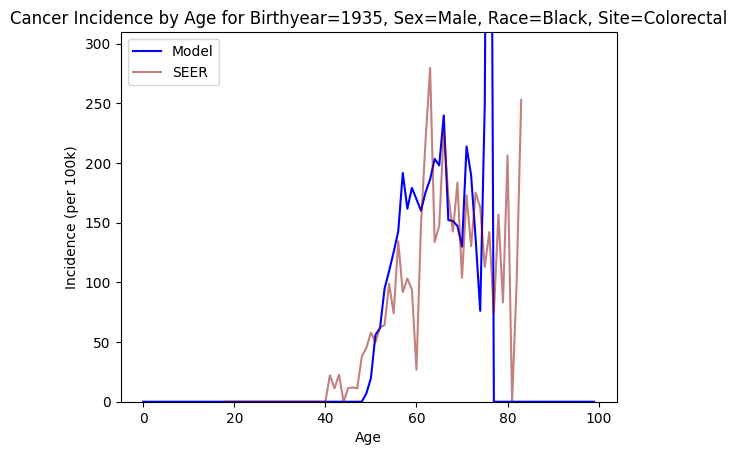 Cancer Incidence by Age for Birthyear=1935, Sex=Male, Race=Black, Site=Colorectal
Model
SEER
Incidence (per 100k)
300
250
200
150
100
50
0
0 20 40 60 80 100
Age